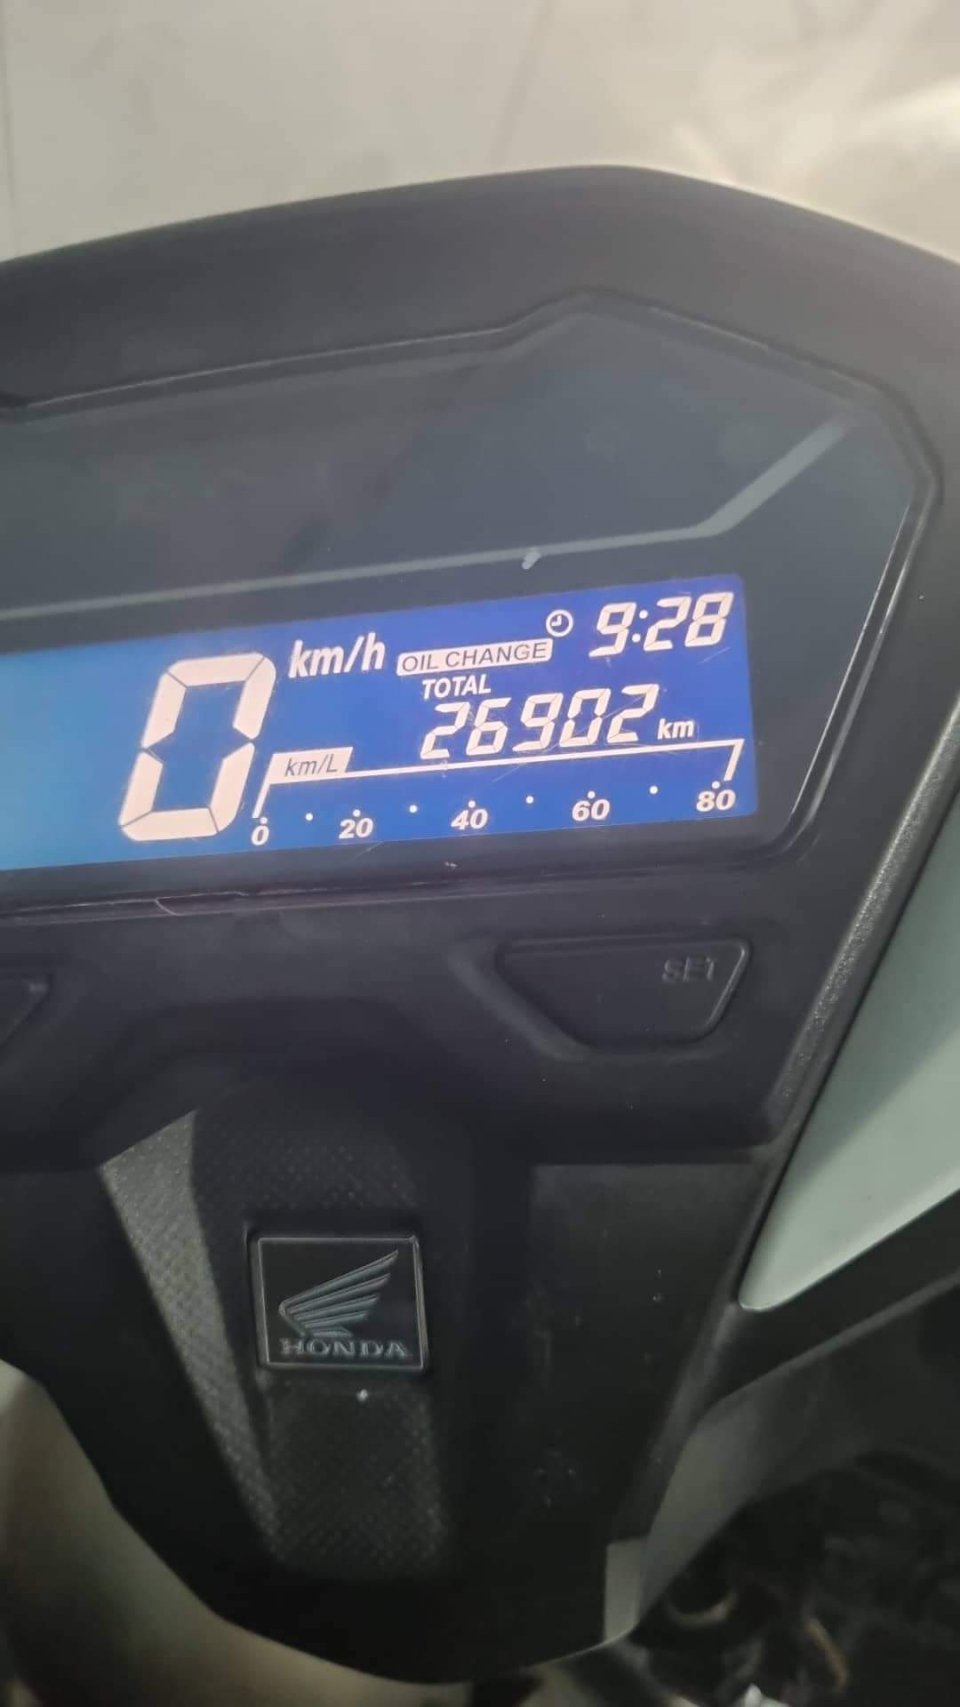 9:28
0 km/h OIL CHANGE
TOTAL
26902 km
km/L
0 20 40 60 80
SET
HONDA